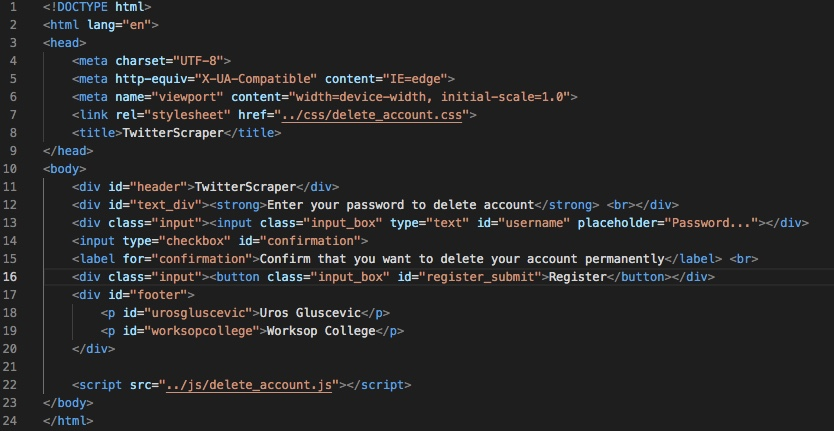 1 <!DOCTYPE html>
2 <html lang="en">
3 <head>
4     <meta charset="UTF-8">
5     <meta http-equiv="X-UA-Compatible" content="IE=edge">
6     <meta name="viewport" content="width=device-width, initial-scale=1.0">
7     <link rel="stylesheet" href="../css/delete_account.css">
8     <title>TwitterScraper</title>
9 </head>
10 <body>
11     <div id="header">TwitterScraper</div>
12     <div id="text_div"><strong>Enter your password to delete account</strong> <br></div>
13     <div class="input"><input class="input_box" type="text" id="username" placeholder="Password..."></div>
14     <input type="checkbox" id="confirmation">
15     <label for="confirmation">Confirm that you want to delete your account permanently</label> <br>
16     <div class="input"><button class="input_box" id="register_submit">Register</button></div>
17     <div id="footer">
18         <p id="urosgluscevic">Uros Gluscevic</p>
19         <p id="worksopcollege">Worksop College</p>
20     </div>
21
22     <script src="../js/delete_account.js"></script>
23 </body>
24 </html>